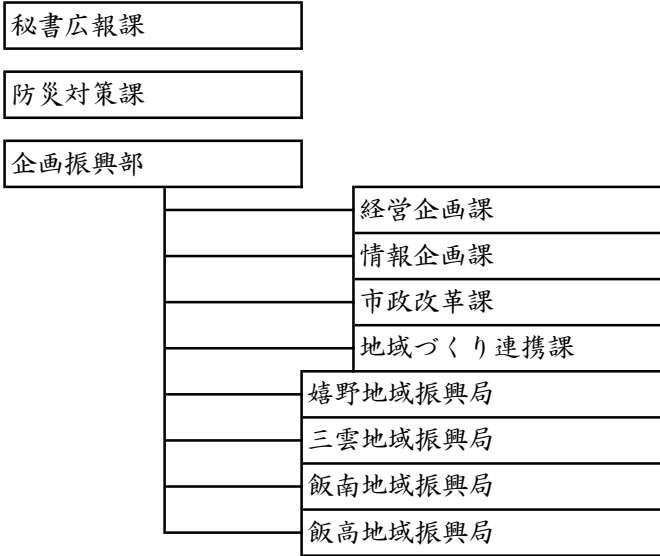 秘書広報課
防災対策課
企画振興部
経営企画課
情報企画課
市政改革課
地域づくり連携課
嬉野地域振興局
三雲地域振興局
飯南地域振興局
飯高地域振興局